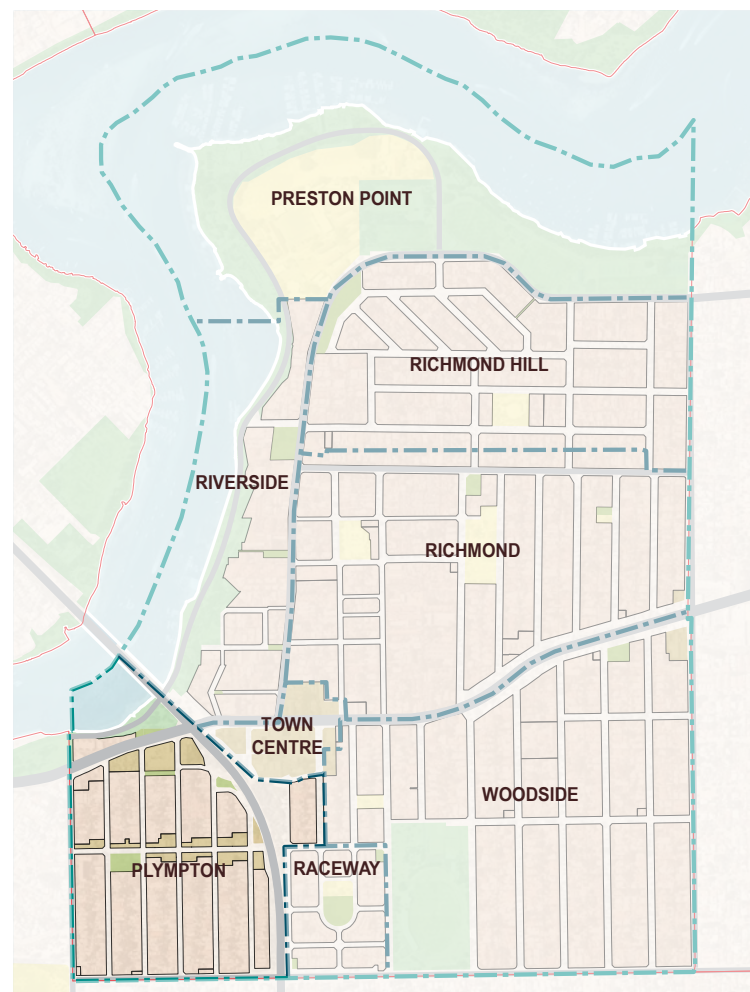 PRESTON POINT
RICHMOND HILL
RIVERSIDE
RICHMOND
TOWN
CENTRE
WOODSIDE
PLYMPTON
RACEWAY